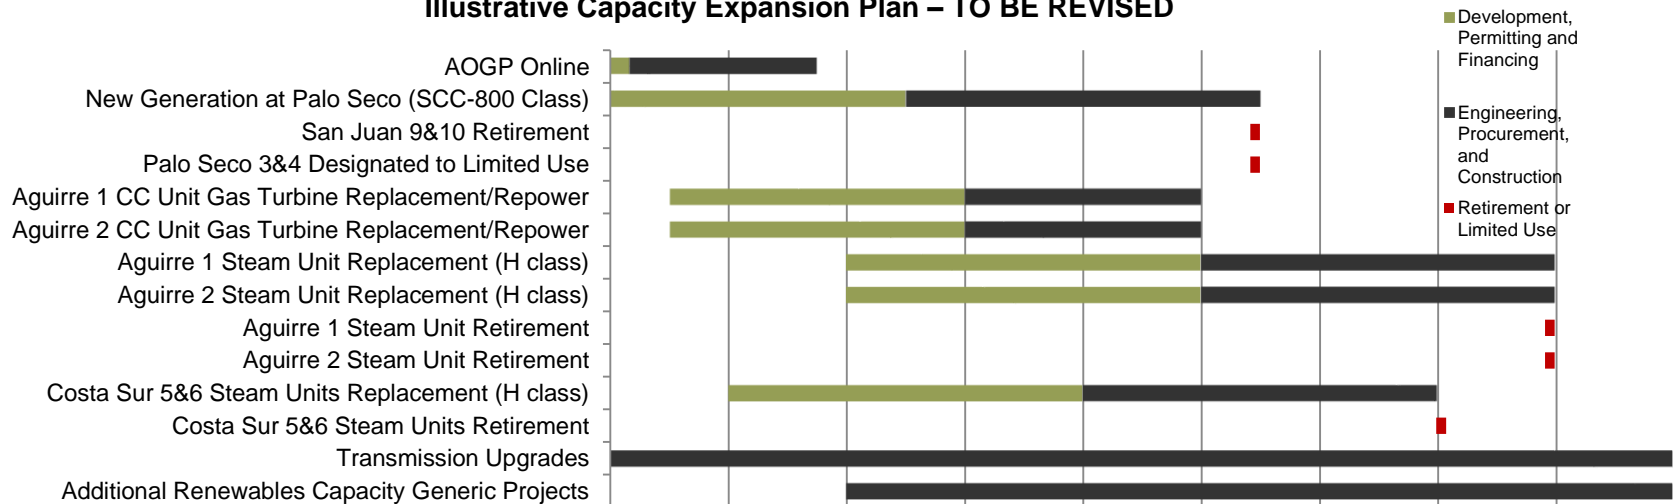 Illustrative Capacity Expansion Plan – TO BE REVISED
Development,
Permitting and
Financing
Engineering,
Procurement,
and
Construction
Retirement or
Limited Use
AOGP Online
New Generation at Palo Seco (SCC-800 Class)
San Juan 9&10 Retirement
Palo Seco 3&4 Designated to Limited Use
Aguirre 1 CC Unit Gas Turbine Replacement/Repower
Aguirre 2 CC Unit Gas Turbine Replacement/Repower
Aguirre 1 Steam Unit Replacement (H class)
Aguirre 2 Steam Unit Replacement (H class)
Aguirre 1 Steam Unit Retirement
Aguirre 2 Steam Unit Retirement
Costa Sur 5&6 Steam Units Replacement (H class)
Costa Sur 5&6 Steam Units Retirement
Transmission Upgrades
Additional Renewables Capacity Generic Projects